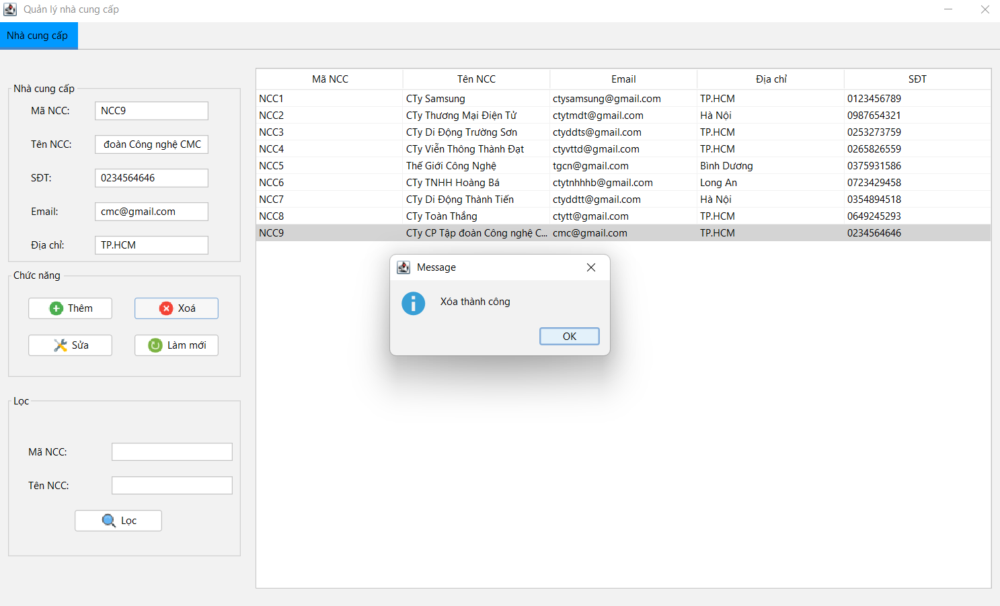 Quản lý nhà cung cấp
Nhà cung cấp
Nhà cung cấp
Mã NCC: NCC9
Tên NCC: đoàn Công nghệ CMC
SĐT: 0234564646
Email: cmc@gmail.com
Địa chỉ: TP.HCM
Chức năng
Thêm Xoá
Sửa Làm mới
Lọc
Mã NCC:
Tên NCC:
Lọc
Mã NCC Tên NCC Email Địa chỉ SĐT
NCC1 CTy Samsung ctysamsung@gmail.com TP.HCM 0123456789
NCC2 CTy Thương Mại Điện Tử ctytmdt@gmail.com Hà Nội 0987654321
NCC3 CTy Di Động Trường Sơn ctyddts@gmail.com TP.HCM 0253273759
NCC4 CTy Viễn Thông Thành Đạt ctyvttd@gmail.com TP.HCM 0265826559
NCC5 Thế Giới Công Nghệ tgcn@gmail.com Bình Dương 0375931586
NCC6 CTy TNHH Hoàng Bá ctytnhhhb@gmail.com Long An 0723429458
NCC7 CTy Di Động Thành Tiến ctyddtt@gmail.com Hà Nội 0354894518
NCC8 CTy Toàn Thắng ctytt@gmail.com TP.HCM 0649245293
NCC9 CTy CP Tập đoàn Công nghệ C... cmc@gmail.com TP.HCM 0234564646
Message
Xóa thành công
OK